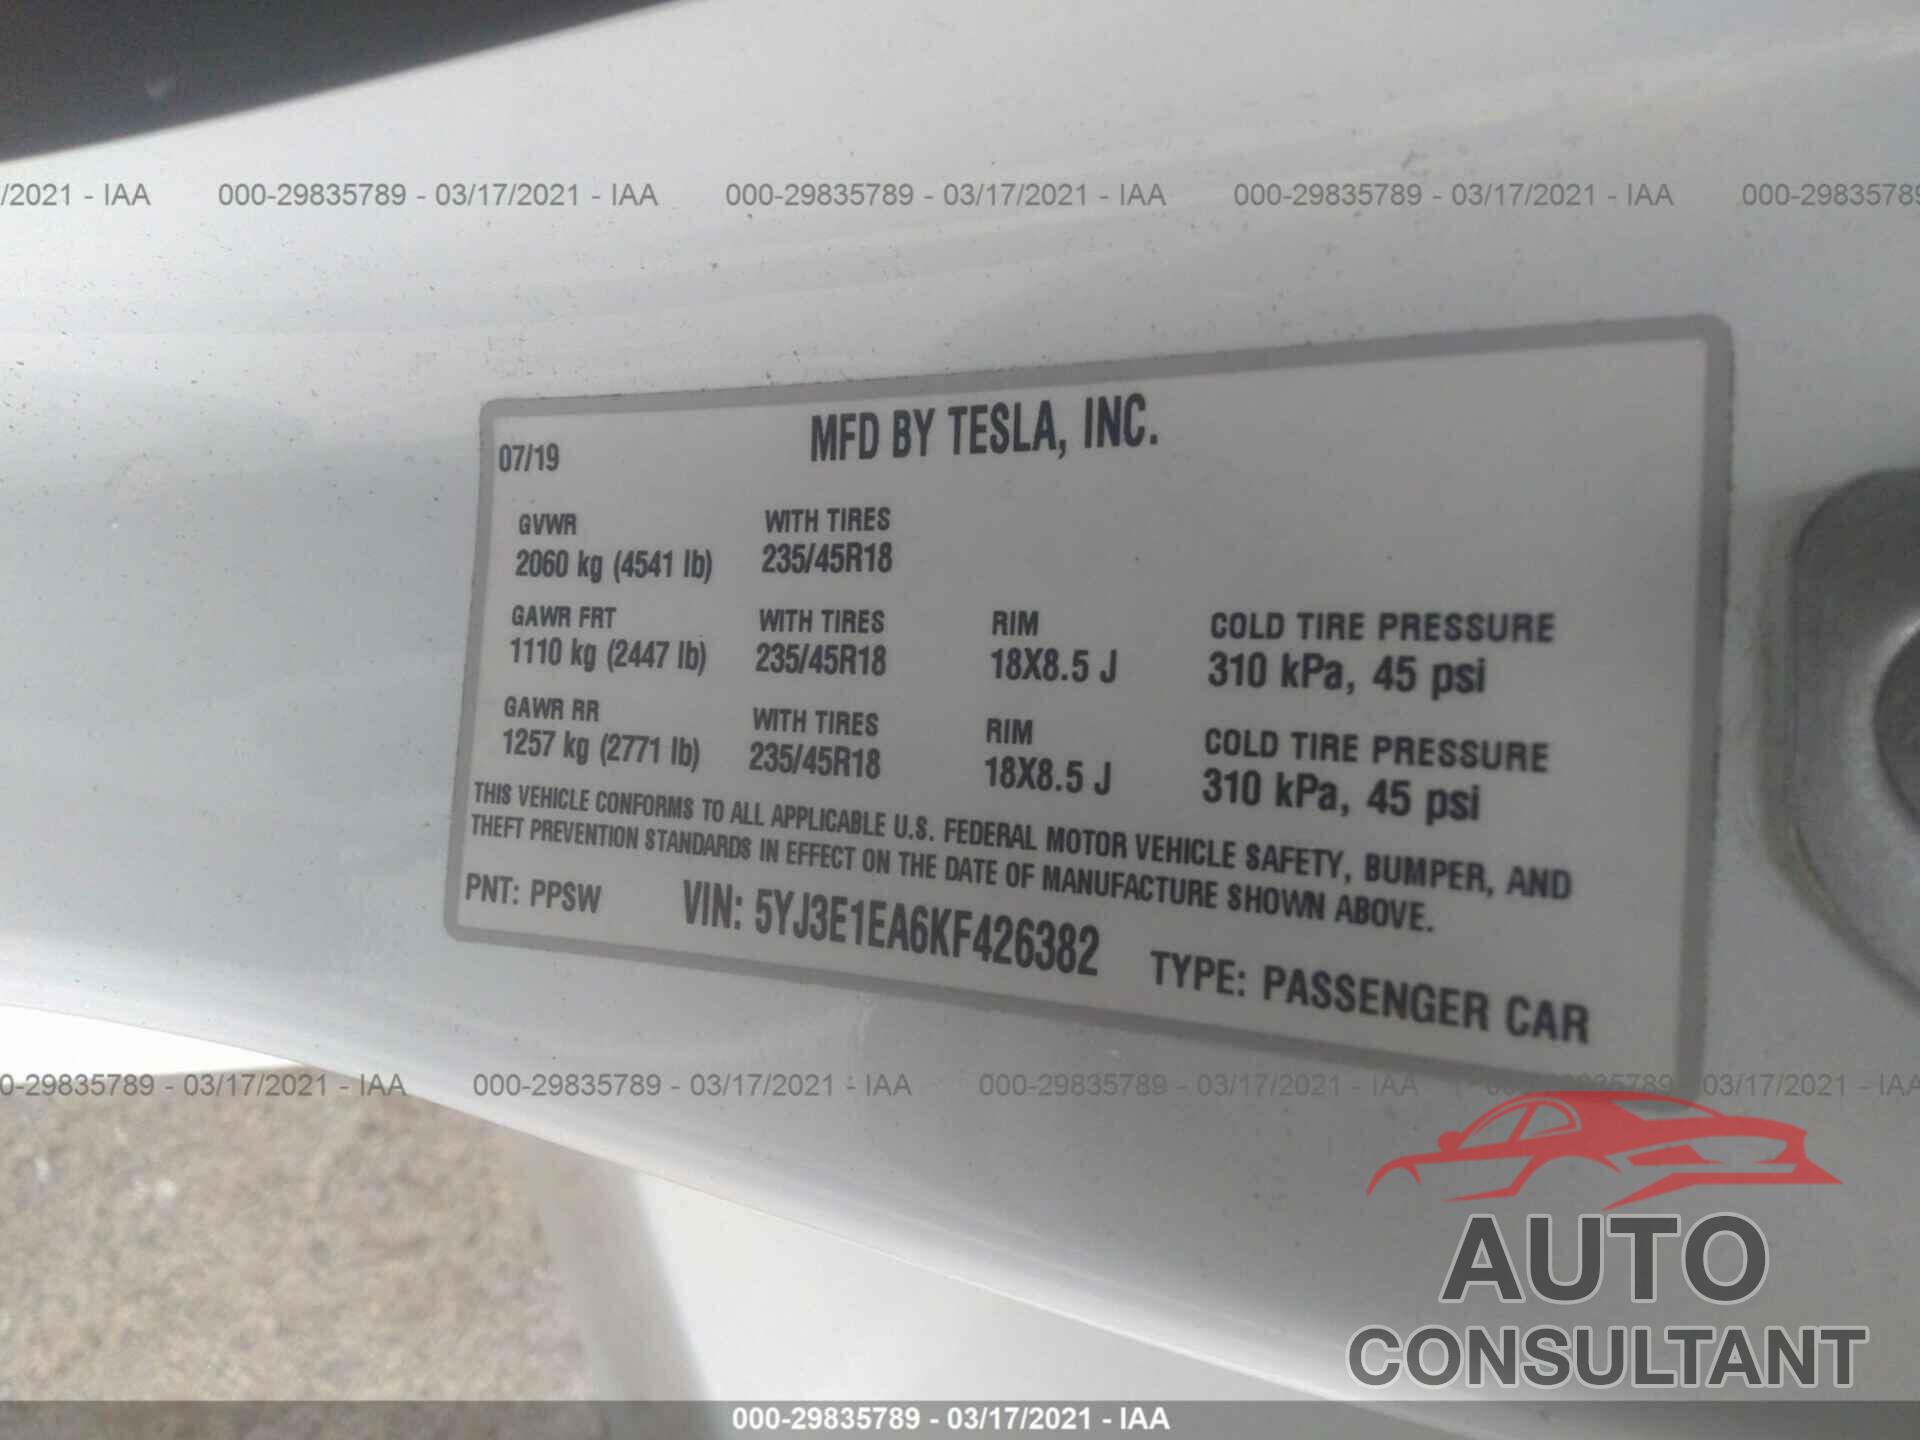 /2021 - IAA 000-29835789 - 03/17/2021 - IAA 000-29835789 - 03/17/2021 - IAA 000-29835789 - 03/17/2021 - IAA 000-29835789
07/19 MFD BY TESLA, INC.
GVWR WITH TIRES
2060 kg (4541 lb) 235/45R18
GAWR FRT WITH TIRES RIM COLD TIRE PRESSURE
1110 kg (2447 lb) 235/45R18 18X8.5 J 310 kPa, 45 psi
GAWR RR WITH TIRES RIM COLD TIRE PRESSURE
1257 kg (2771 lb) 235/45R18 18X8.5 J 310 kPa, 45 psi
THIS VEHICLE CONFORMS TO ALL APPLICABLE U.S. FEDERAL MOTOR VEHICLE SAFETY, BUMPER, AND
THEFT PREVENTION STANDARDS IN EFFECT ON THE DATE OF MANUFACTURE SHOWN ABOVE.
PNT: PPSW VIN: 5YJ3E1EA6KF426382 TYPE: PASSENGER CAR
0-29835789 - 03/17/2021 - IAA 000-29835789 - 03/17/2021 - IAA 000-29835789 - 03/17/2021 - IAA 000-29835789 - 03/17/2021 - IAA
AUTO
CONSULTANT
000-29835789 - 03/17/2021 - IAA